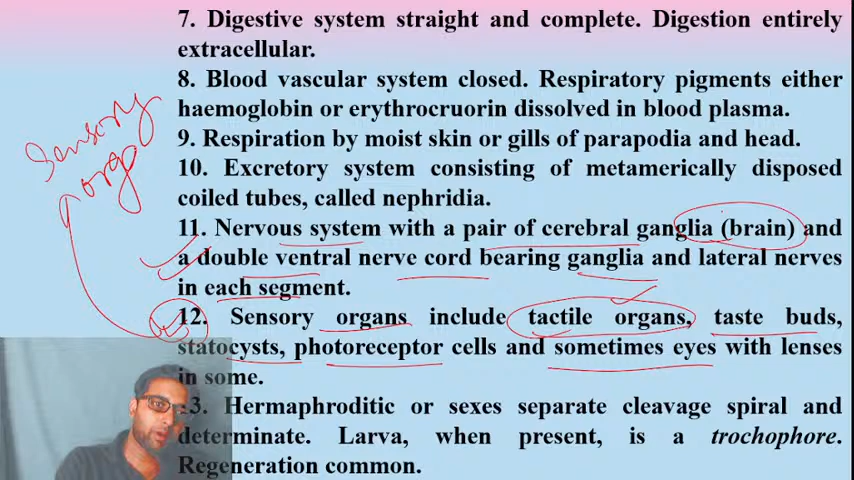 7. Digestive system straight and complete. Digestion entirely
extracellular.
8. Blood vascular system closed. Respiratory pigments either
haemoglobin or erythrocruorin dissolved in blood plasma.
9. Respiration by moist skin or gills of parapodia and head.
10. Excretory system consisting of metamerically disposed
coiled tubes, called nephridia.
11. Nervous system with a pair of cerebral ganglia (brain) and
a double ventral nerve cord bearing ganglia and lateral nerves
in each segment.
Sensory
12. Sensory organs include tactile organs, taste buds,
statocysts, photoreceptor cells and sometimes eyes with lenses
in some.
13. Hermaphroditic or sexes separate cleavage spiral and
determinate. Larva, when present, is a trochophore.
Regeneration common.